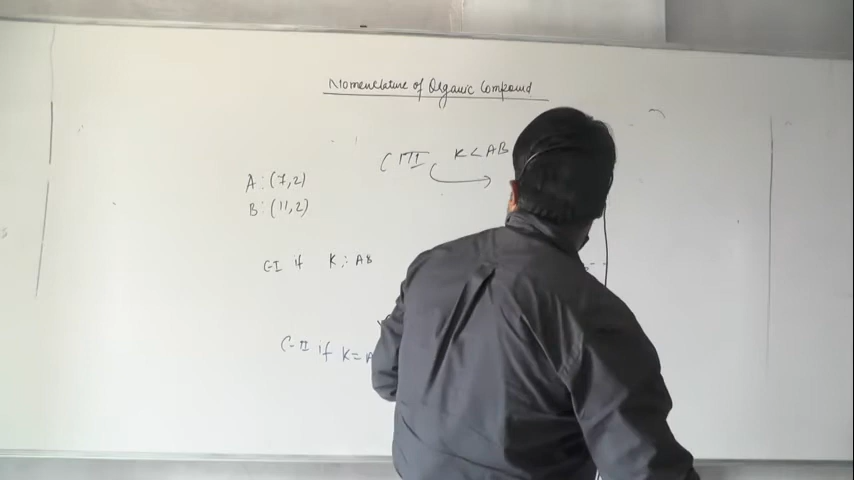 Nomenclature of Organic Compound
C III K < AB
A : (7,2)
B : (11,2)
C-I if K : AB
C-II if K =